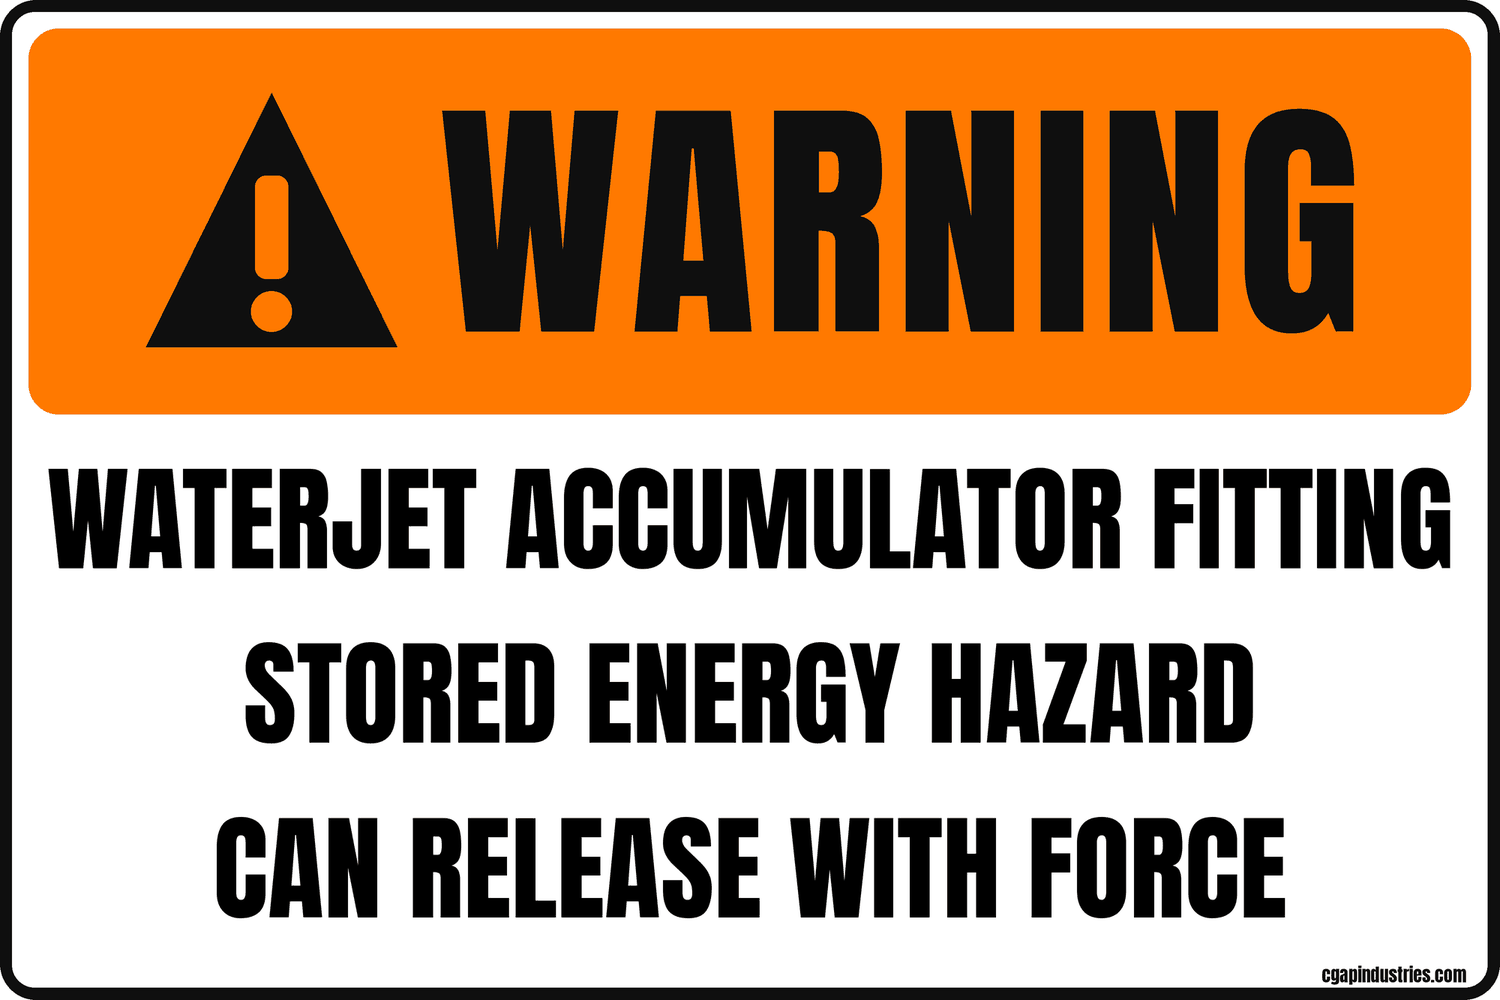 WARNING
WATERJET ACCUMULATOR FITTING
STORED ENERGY HAZARD
CAN RELEASE WITH FORCE
cgapindustries.com